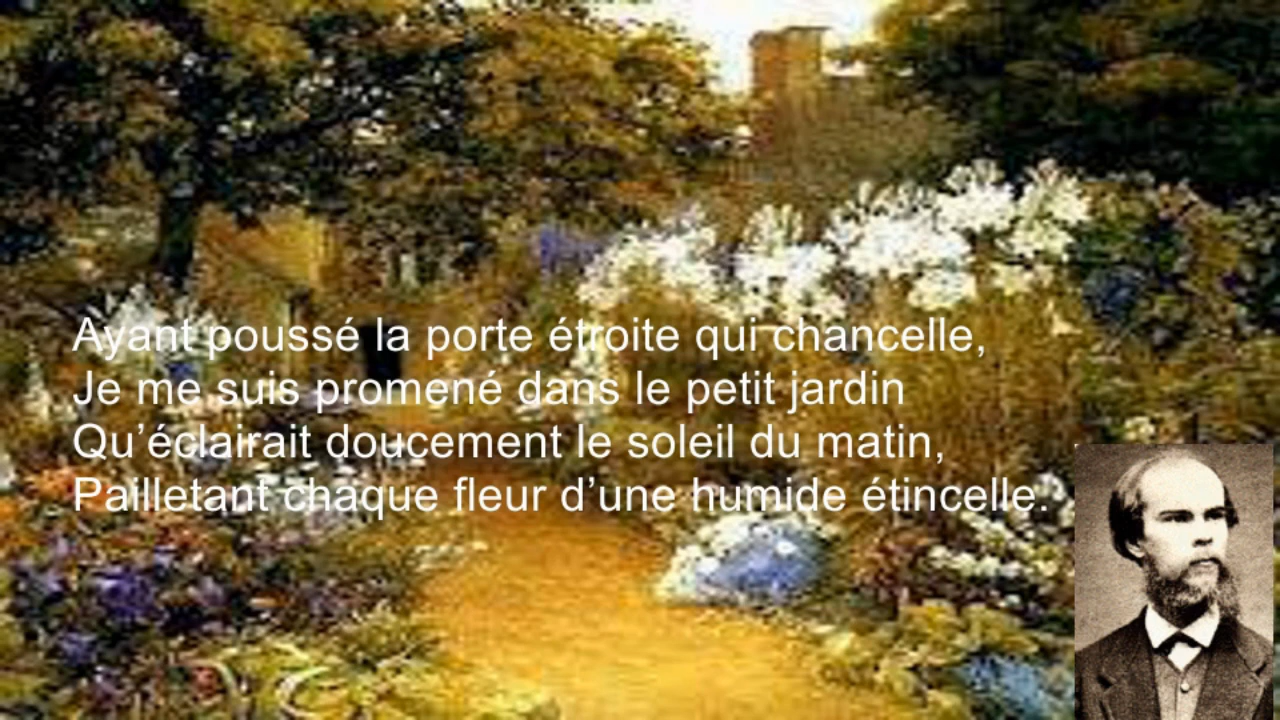 Ayant poussé la porte étroite qui chancelle,
Je me suis promené dans le petit jardin
Qu’éclairait doucement le soleil du matin,
Pailletant chaque fleur d’une humide étincelle.